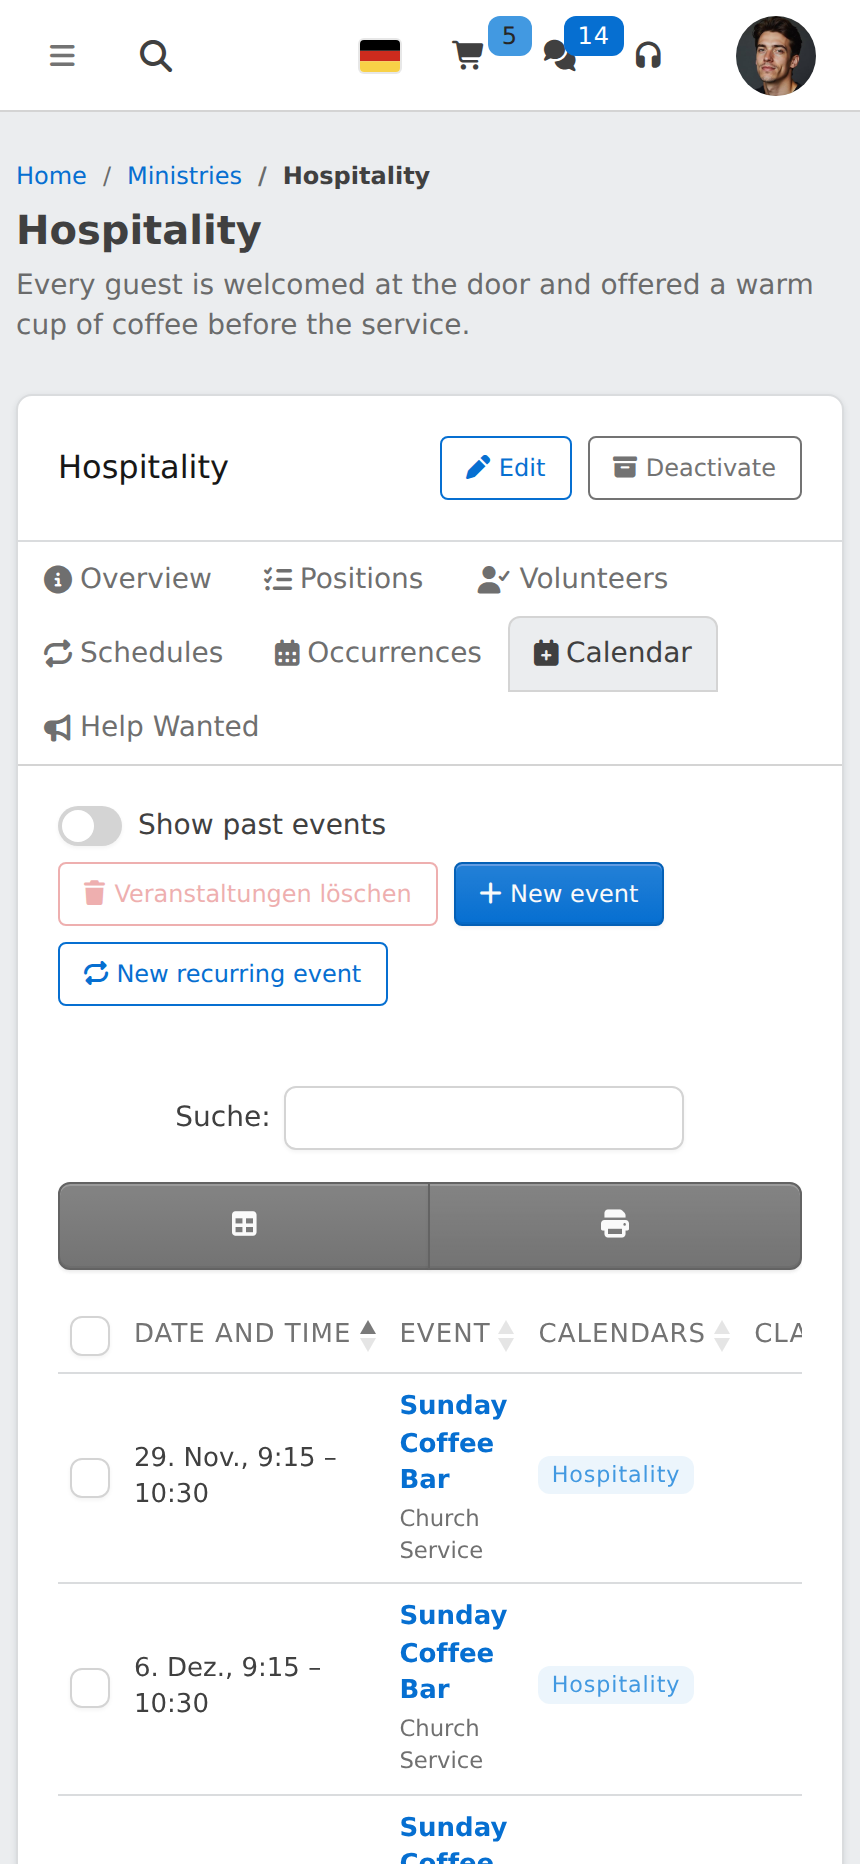 5
14
Home / Ministries / Hospitality
Hospitality
Every guest is welcomed at the door and offered a warm
cup of coffee before the service.
Hospitality
Edit
Deactivate
Overview
Positions
Volunteers
Schedules
Occurrences
Calendar
Help Wanted
Show past events
Veranstaltungen löschen
New event
New recurring event
Suche:
DATE AND TIME
EVENT
CALENDARS
CLA
29. Nov., 9:15 –
10:30
Sunday
Coffee
Bar
Church
Service
Hospitality
6. Dez., 9:15 –
10:30
Sunday
Coffee
Bar
Church
Service
Hospitality
Sunday
Coffee